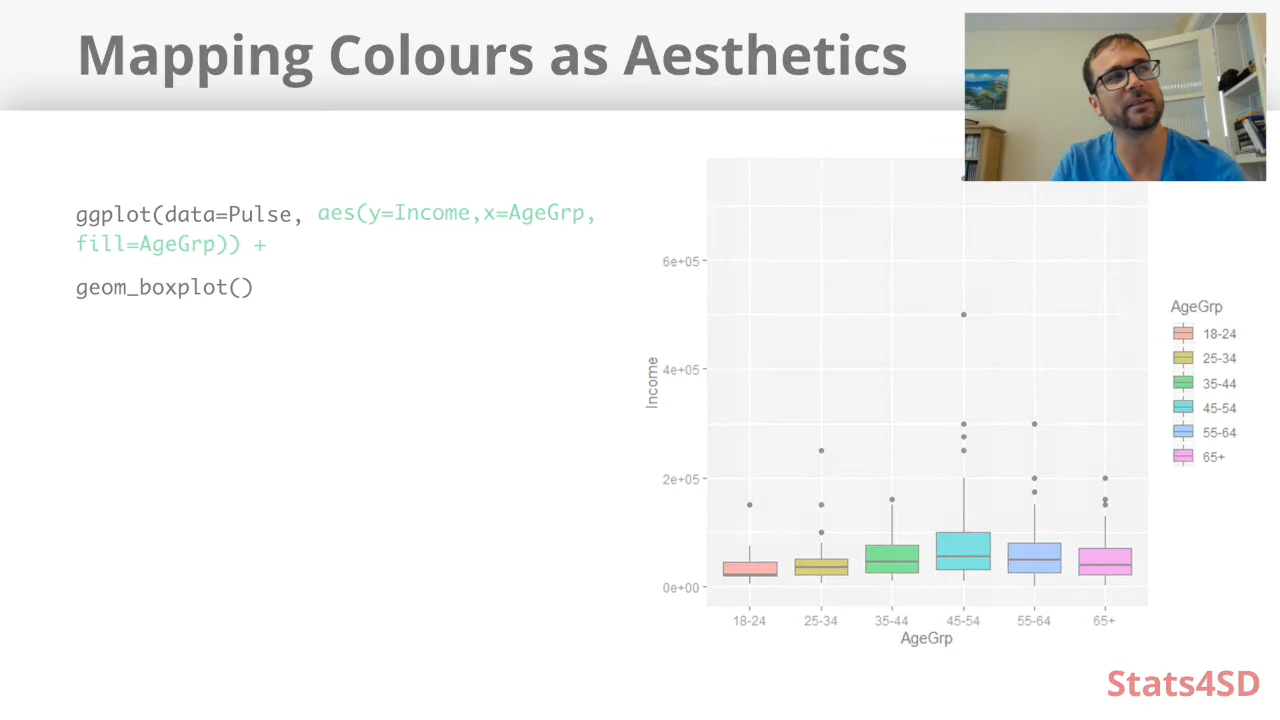 Mapping Colours as Aesthetics
ggplot(data=Pulse, aes(y=Income,x=AgeGrp,
fill=AgeGrp)) +
geom_boxplot()
6e+05
4e+05
2e+05
0e+00
Income
18-24 25-34 35-44 45-54 55-64 65+
AgeGrp
AgeGrp
18-24
25-34
35-44
45-54
55-64
65+
Stats4SD